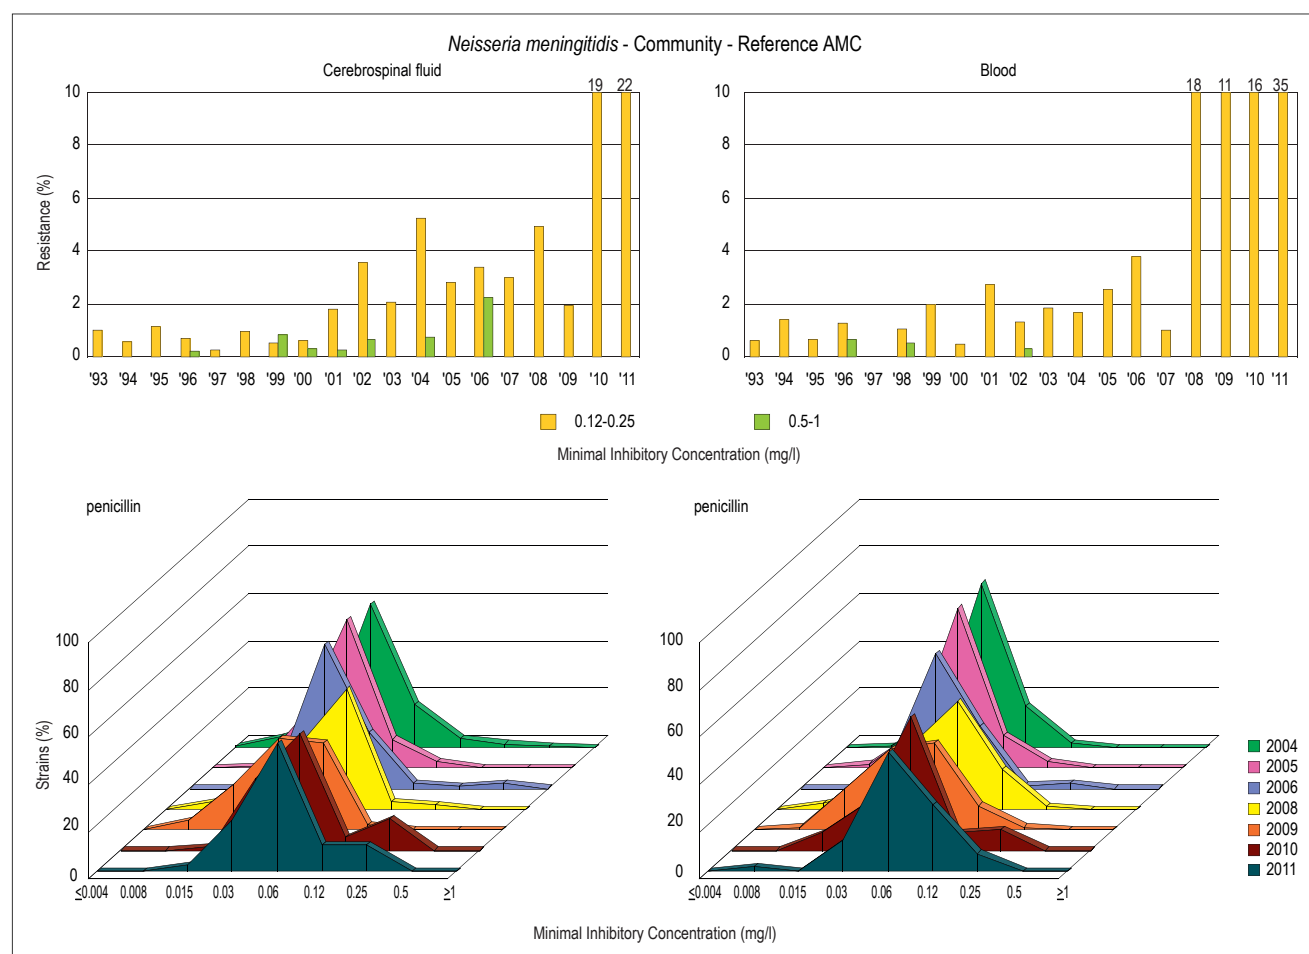 Neisseria meningitidis - Community - Reference AMC
Cerebrospinal fluid
Blood
19 22
18 11 16 35
Resistance (%)
10
8
6
4
2
0
10
8
6
4
2
0
'93 '94 '95 '96 '97 '98 '99 '00 '01 '02 '03 '04 '05 '06 '07 '08 '09 '10 '11
'93 '94 '95 '96 '97 '98 '99 '00 '01 '02 '03 '04 '05 '06 '07 '08 '09 '10 '11
0.12-0.25 0.5-1
Minimal Inhibitory Concentration (mg/l)
penicillin
penicillin
Strains (%)
100
80
60
40
20
0
100
80
60
40
20
0
≤0.004 0.008 0.015 0.03 0.06 0.12 0.25 0.5 ≥1
≤0.004 0.008 0.015 0.03 0.06 0.12 0.25 0.5 ≥1
2004
2005
2006
2008
2009
2010
2011
Minimal Inhibitory Concentration (mg/l)